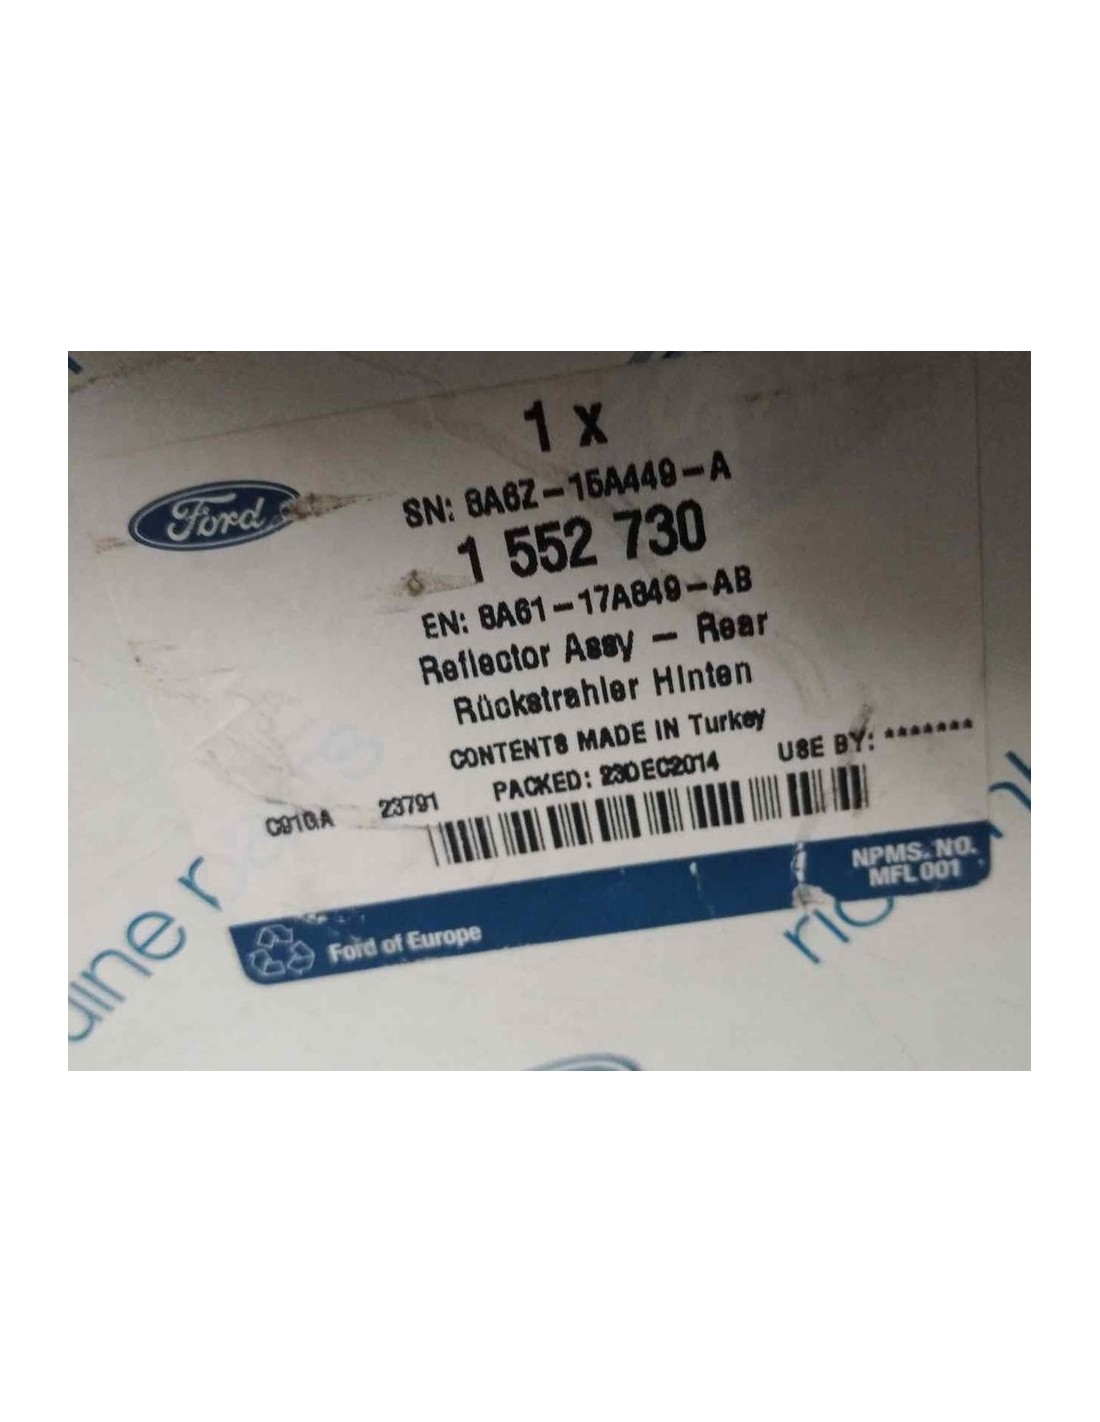 1 x
Ford
SN: 8A6Z-15A449-A
1 552 730
EN: 8A61-17A849-AB
Reflector Assy - Rear
Rückstrahler Hinten
CONTENTS MADE IN Turkey
PACKED: 23DEC2014 USE BY: *******
C91GA 23791
NPMS. NO.
MFL 001
Ford of Europe